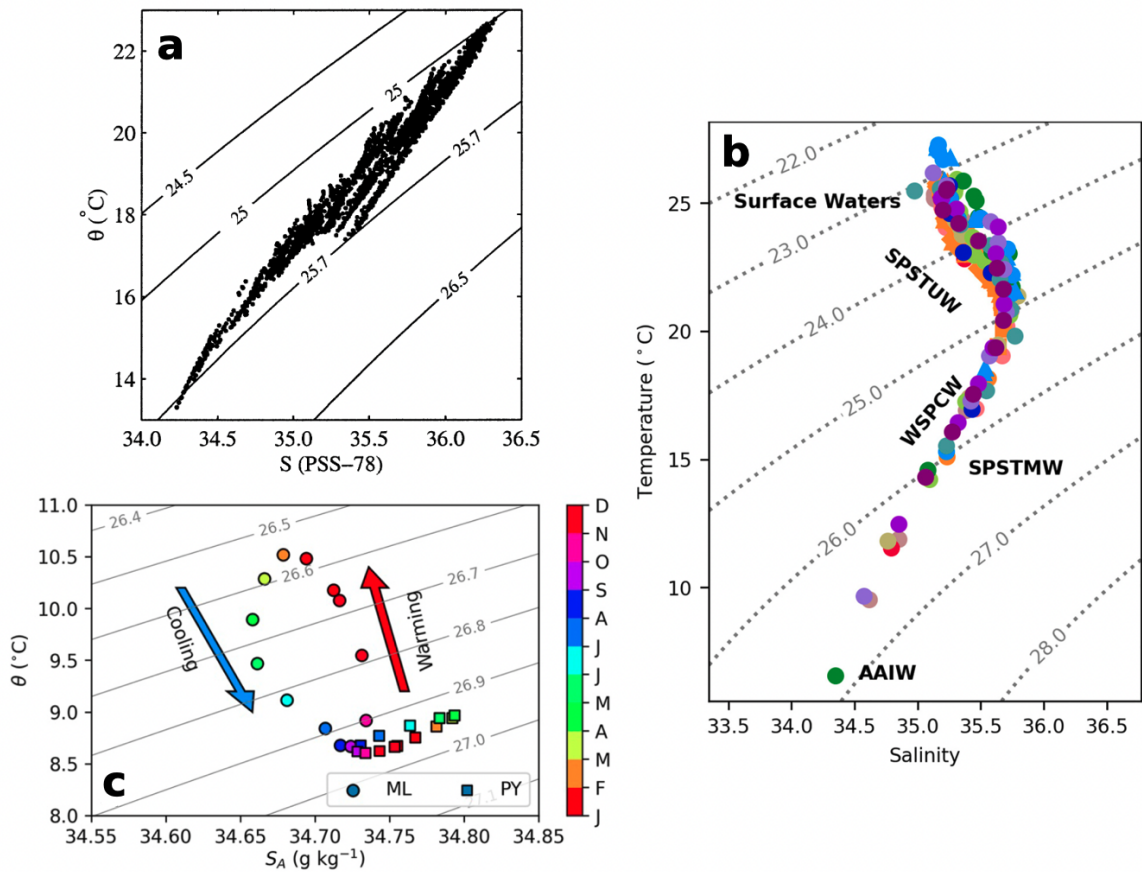 a
22
20
18
16
14
θ (°C)
24.5
25
25
25.7
25.7
26.5
34.0 34.5 35.0 35.5 36.0 36.5
S (PSS–78)
b
25
20
15
10
Temperature (°C)
22.0
23.0
24.0
25.0
26.0
27.0
28.0
Surface Waters
SPSTUW
WSPCW
SPSTMW
AAIW
33.5 34.0 34.5 35.0 35.5 36.0 36.5
Salinity
c
11.0
10.5
10.0
9.5
9.0
8.5
8.0
θ (°C)
26.4
26.5
26.6
26.7
26.8
26.9
27.0
27.1
Cooling
Warming
ML PY
34.55 34.60 34.65 34.70 34.75 34.80 34.85
S_A (g kg⁻¹)
D
N
O
S
A
J
J
M
A
M
F
J